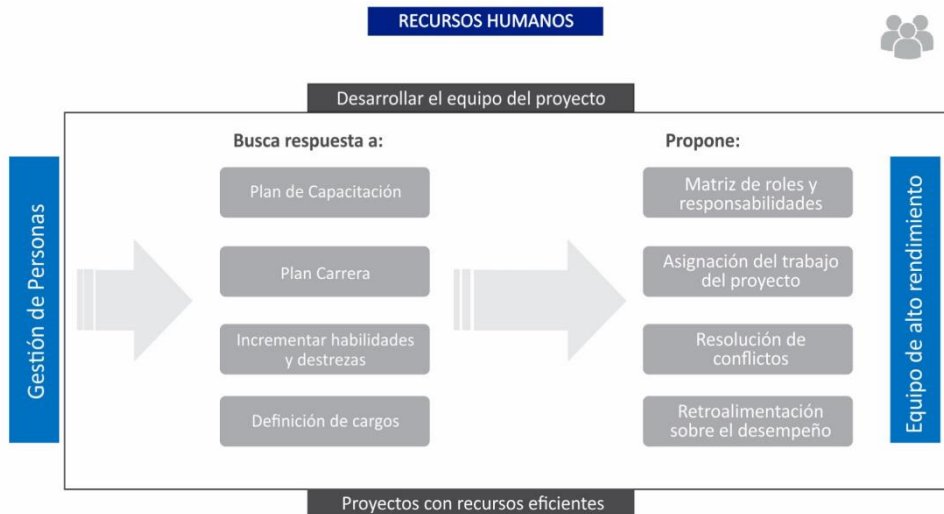 RECURSOS HUMANOS
Desarrollar el equipo del proyecto
Gestión de Personas
Busca respuesta a:
Plan de Capacitación
Plan Carrera
Incrementar habilidades
y destrezas
Definición de cargos
Propone:
Matriz de roles y
responsabilidades
Asignación del trabajo
del proyecto
Resolución de
conflictos
Retroalimentación
sobre el desempeño
Equipo de alto rendimiento
Proyectos con recursos eficientes